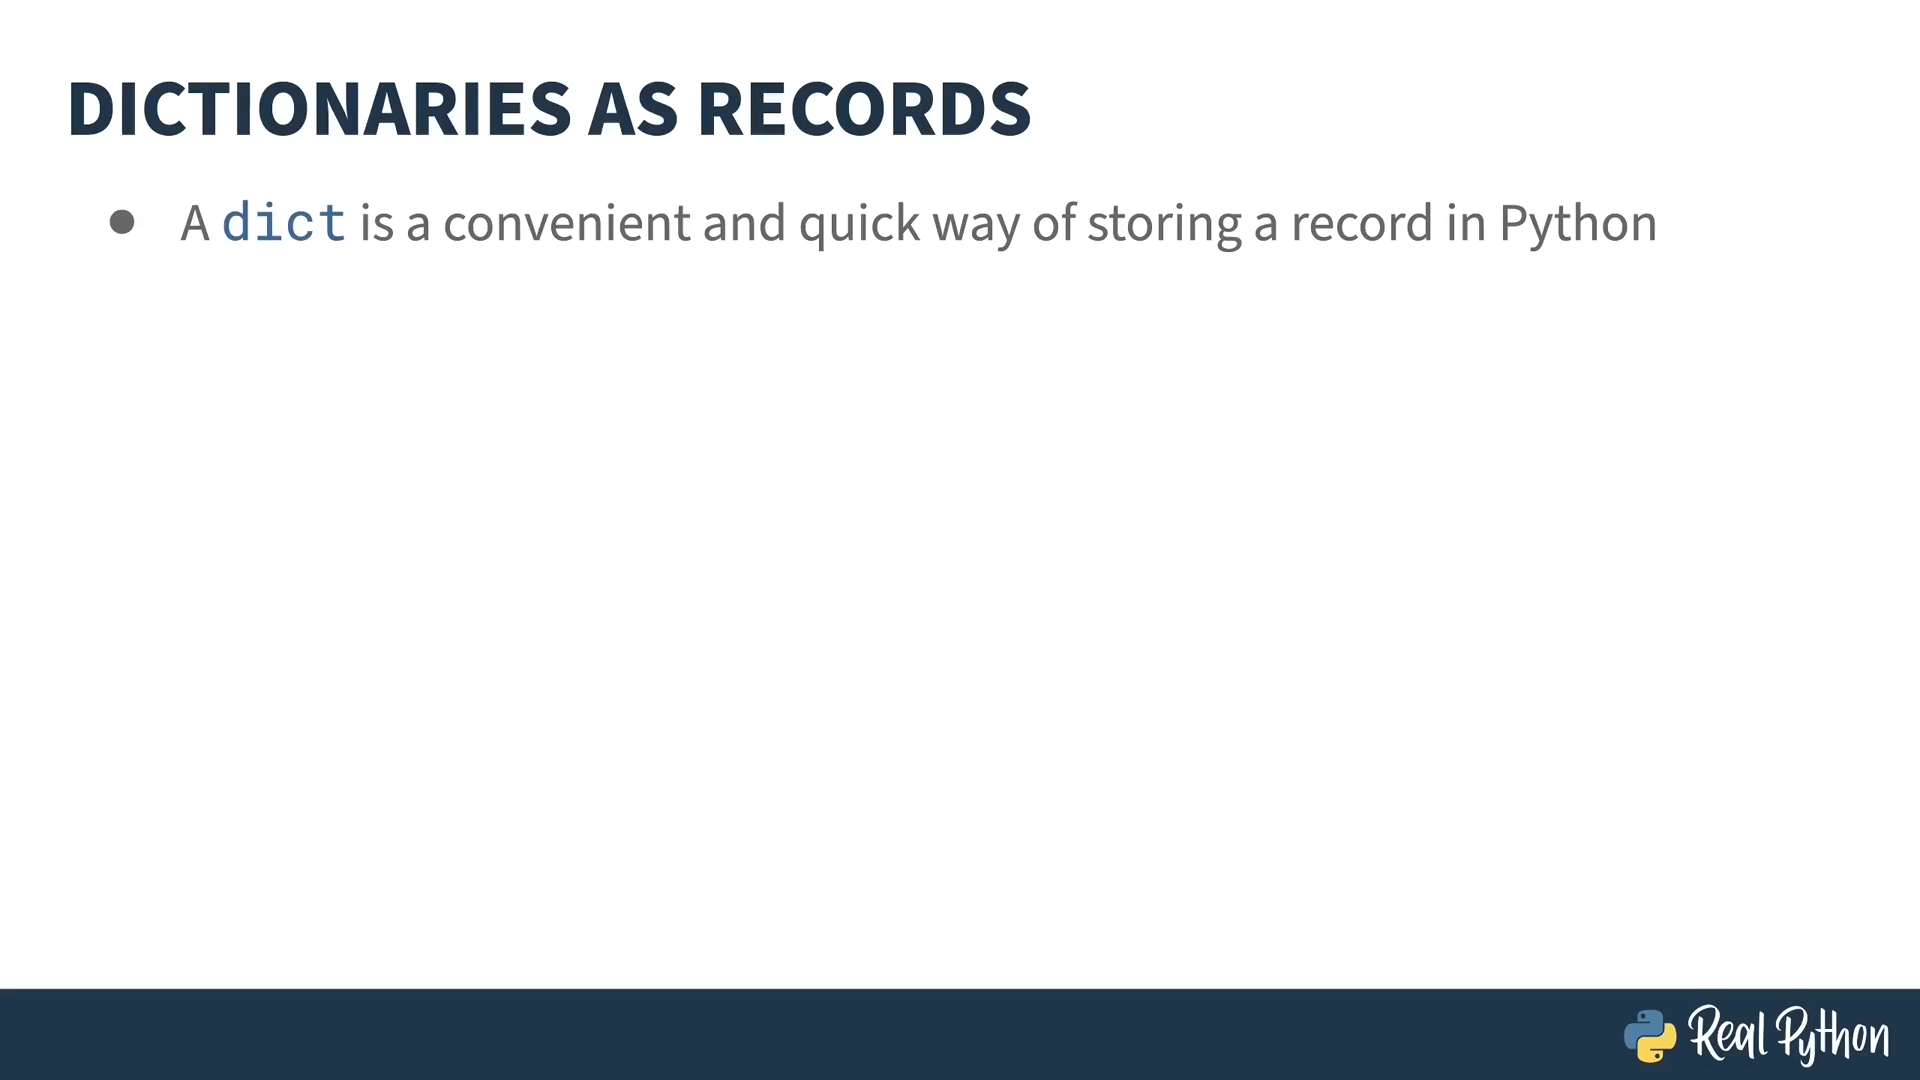 DICTIONARIES AS RECORDS
● A dict is a convenient and quick way of storing a record in Python
Real Python